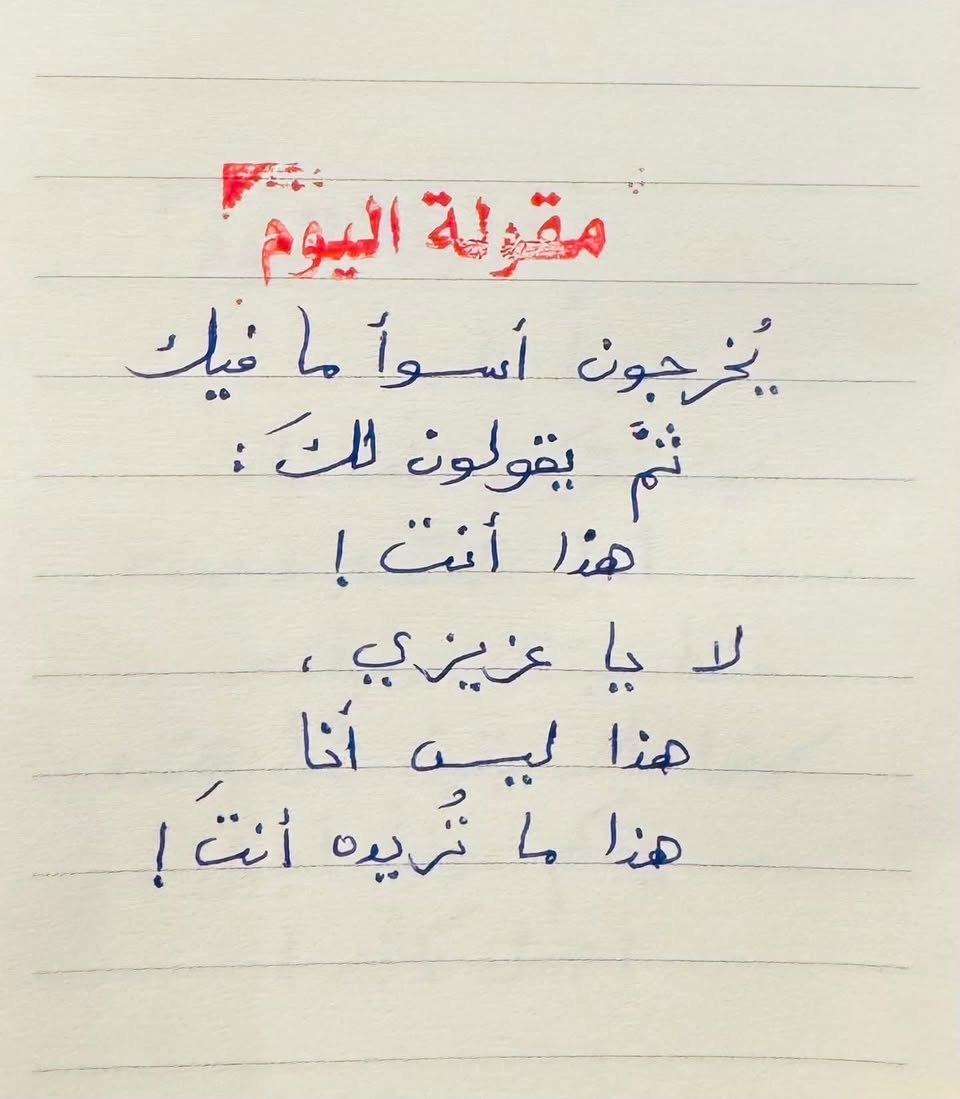 مقولة اليوم
يُخرجون أسوأ ما فيك
ثمَّ يقولون لكَ :
هذا أنت !
لا يا عزيزي ،
هذا ليس أنا
هذا ما تُريده أنتَ !